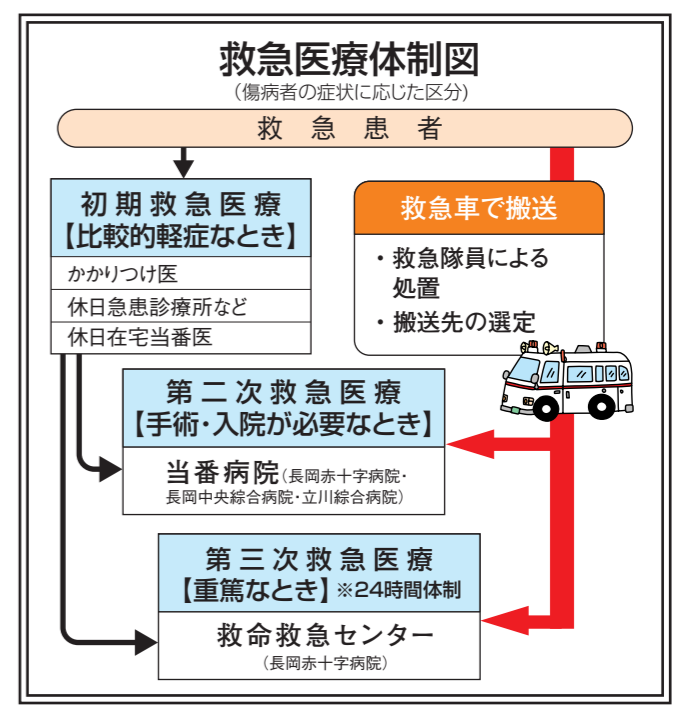 救急医療体制図
(傷病者の症状に応じた区分)
救急患者
初期救急医療
【比較的軽症なとき】
かかりつけ医
休日急患診療所など
休日在宅当番医
救急車で搬送
・救急隊員による
処置
・搬送先の選定
第二次救急医療
【手術・入院が必要なとき】
当番病院（長岡赤十字病院・
長岡中央綜合病院・立川綜合病院）
第三次救急医療
【重篤なとき】※24時間体制
救命救急センター
（長岡赤十字病院）